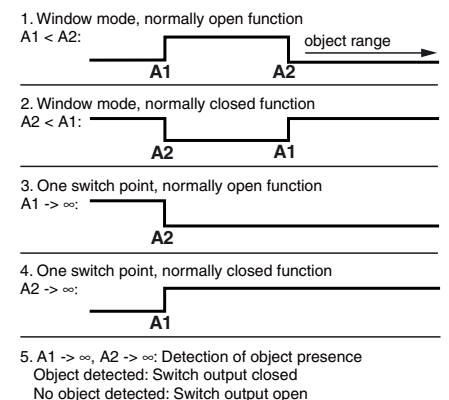 1. Window mode, normally open function
A1 < A2:
object range
A1 A2
2. Window mode, normally closed function
A2 < A1:
A2 A1
3. One switch point, normally open function
A1 -> ∞:
A2
4. One switch point, normally closed function
A2 -> ∞:
A1
5. A1 -> ∞, A2 -> ∞: Detection of object presence
Object detected: Switch output closed
No object detected: Switch output open